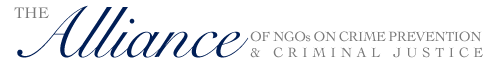 THE
Alliance OF NGOs ON CRIME PREVENTION
& CRIMINAL JUSTICE